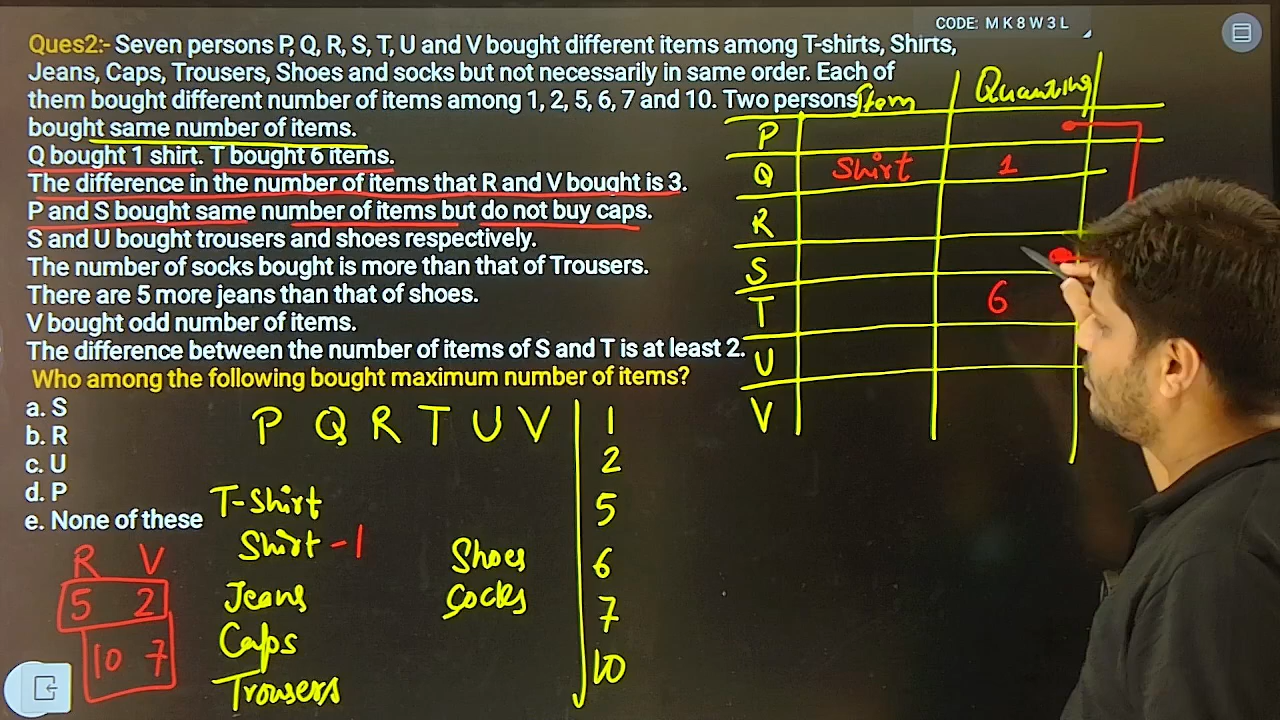 CODE: M K 8 W 3 L
Ques2:- Seven persons P, Q, R, S, T, U and V bought different items among T-shirts, Shirts,
Jeans, Caps, Trousers, Shoes and socks but not necessarily in same order. Each of
them bought different number of items among 1, 2, 5, 6, 7 and 10. Two persons
bought same number of items.
Q bought 1 shirt. T bought 6 items.
The difference in the number of items that R and V bought is 3.
P and S bought same number of items but do not buy caps.
S and U bought trousers and shoes respectively.
The number of socks bought is more than that of Trousers.
There are 5 more jeans than that of shoes.
V bought odd number of items.
The difference between the number of items of S and T is at least 2.
Who among the following bought maximum number of items?
a. S
b. R
c. U
d. P
e. None of these
Item Quantity
P
Q Shirt 1
R
S
T 6
U
V
P Q R T U V
1
2
5
6
7
10
T-Shirt
Shirt - 1
Jeans
Caps
Trousers
Shoes
Socks
R V
5 2
10 7